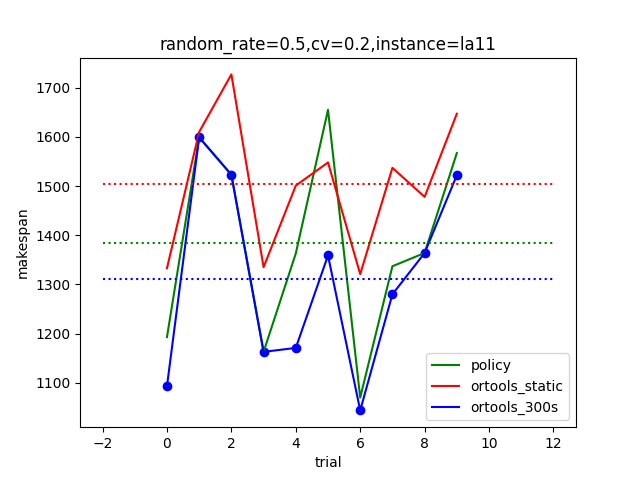 random_rate=0.5,cv=0.2,instance=la11
1700
1600
1500
1400
1300
1200
1100
makespan
policy
ortools_static
ortools_300s
−2 0 2 4 6 8 10 12
trial